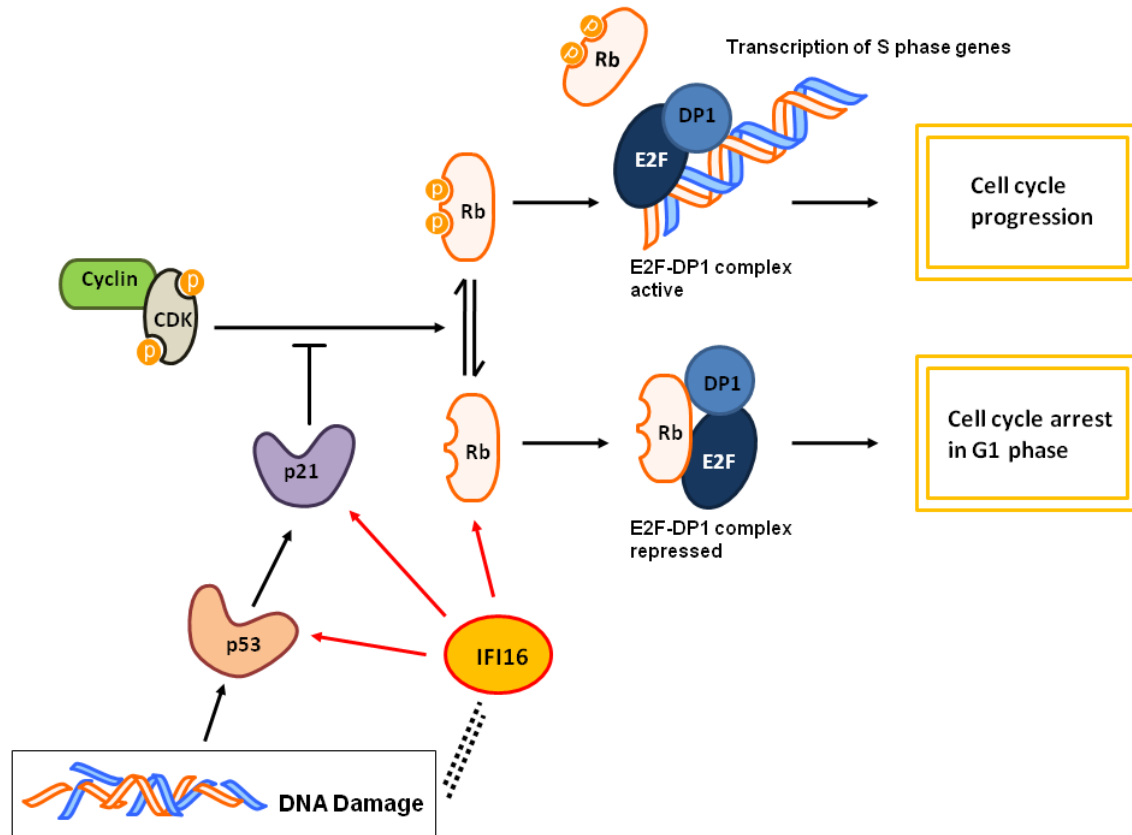 P
P
Rb
Transcription of S phase genes
DP1
E2F
P
P
Rb
Cell cycle
progression
E2F-DP1 complex
active
Cyclin
P
CDK
P
DP1
Rb
E2F
Cell cycle arrest
in G1 phase
Rb
p21
E2F-DP1 complex
repressed
p53
IFI16
DNA Damage